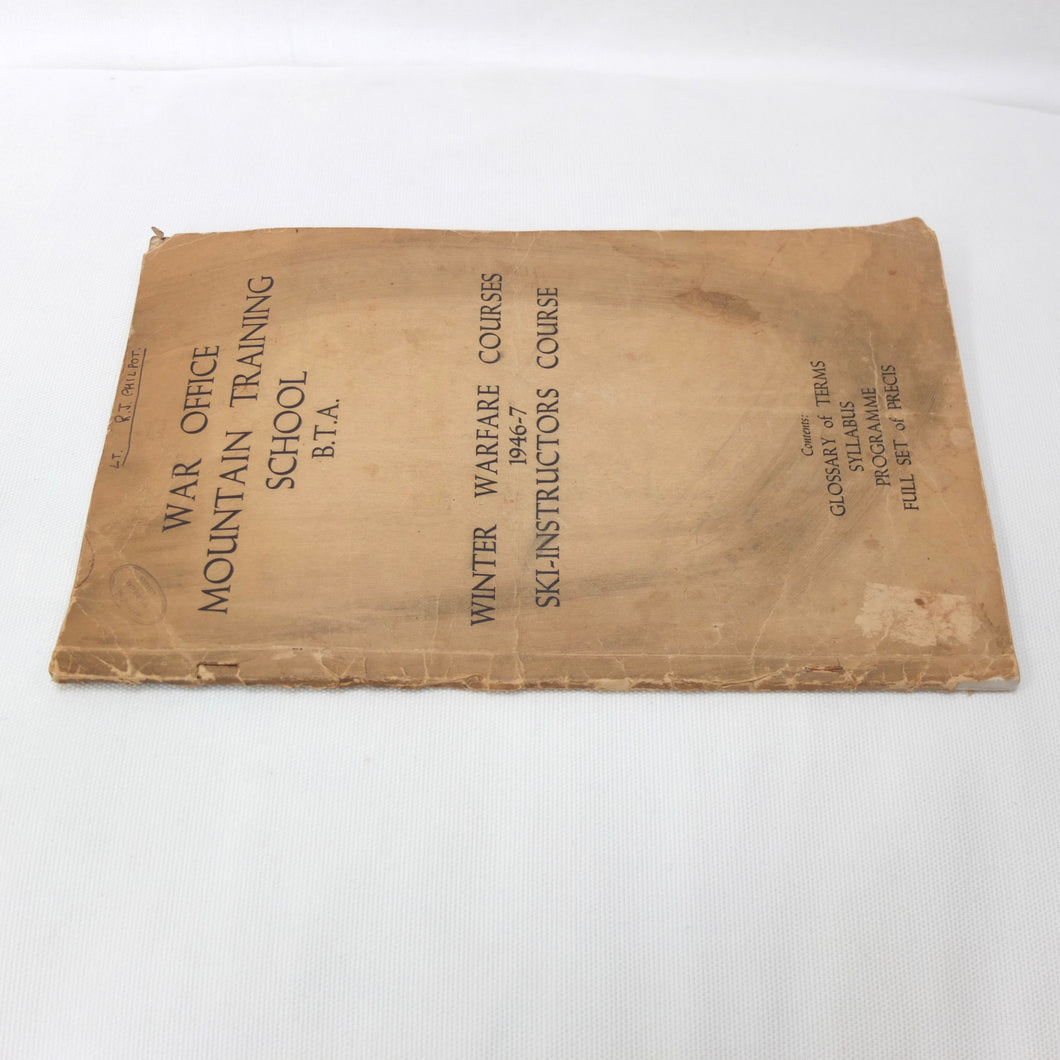 LT. R.J. PHILPOT.
WAR OFFICE
MOUNTAIN TRAINING
SCHOOL
B.T.A.
WINTER WARFARE COURSES
1946-7
SKI-INSTRUCTORS COURSE
Contents:
GLOSSARY of TERMS
SYLLABUS
PROGRAMME
FULL SET of PRECIS